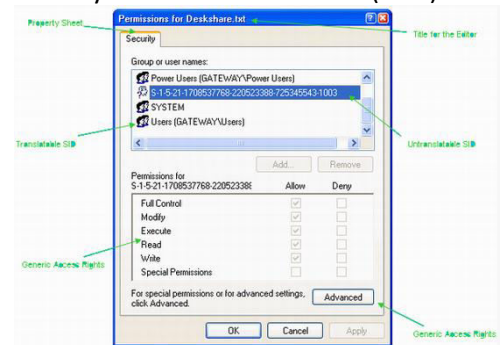 Property Sheet
Permissions for Deskshare.txt
Title for the Editor
Security
Group or user names:
Power Users (GATEWAY\Power Users)
S-1-5-21-1708537768-220523388-725345543-1003
SYSTEM
Users (GATEWAY\Users)
Translatable SID
Untranslatable SID
Add...
Remove
Permissions for
S-1-5-21-1708537768-22052338
Allow
Deny
Full Control
Modify
Execute
Read
Write
Special Permissions
Generic Access Rights
For special permissions or for advanced settings,
click Advanced.
Advanced
OK
Cancel
Apply
Generic Access Rights